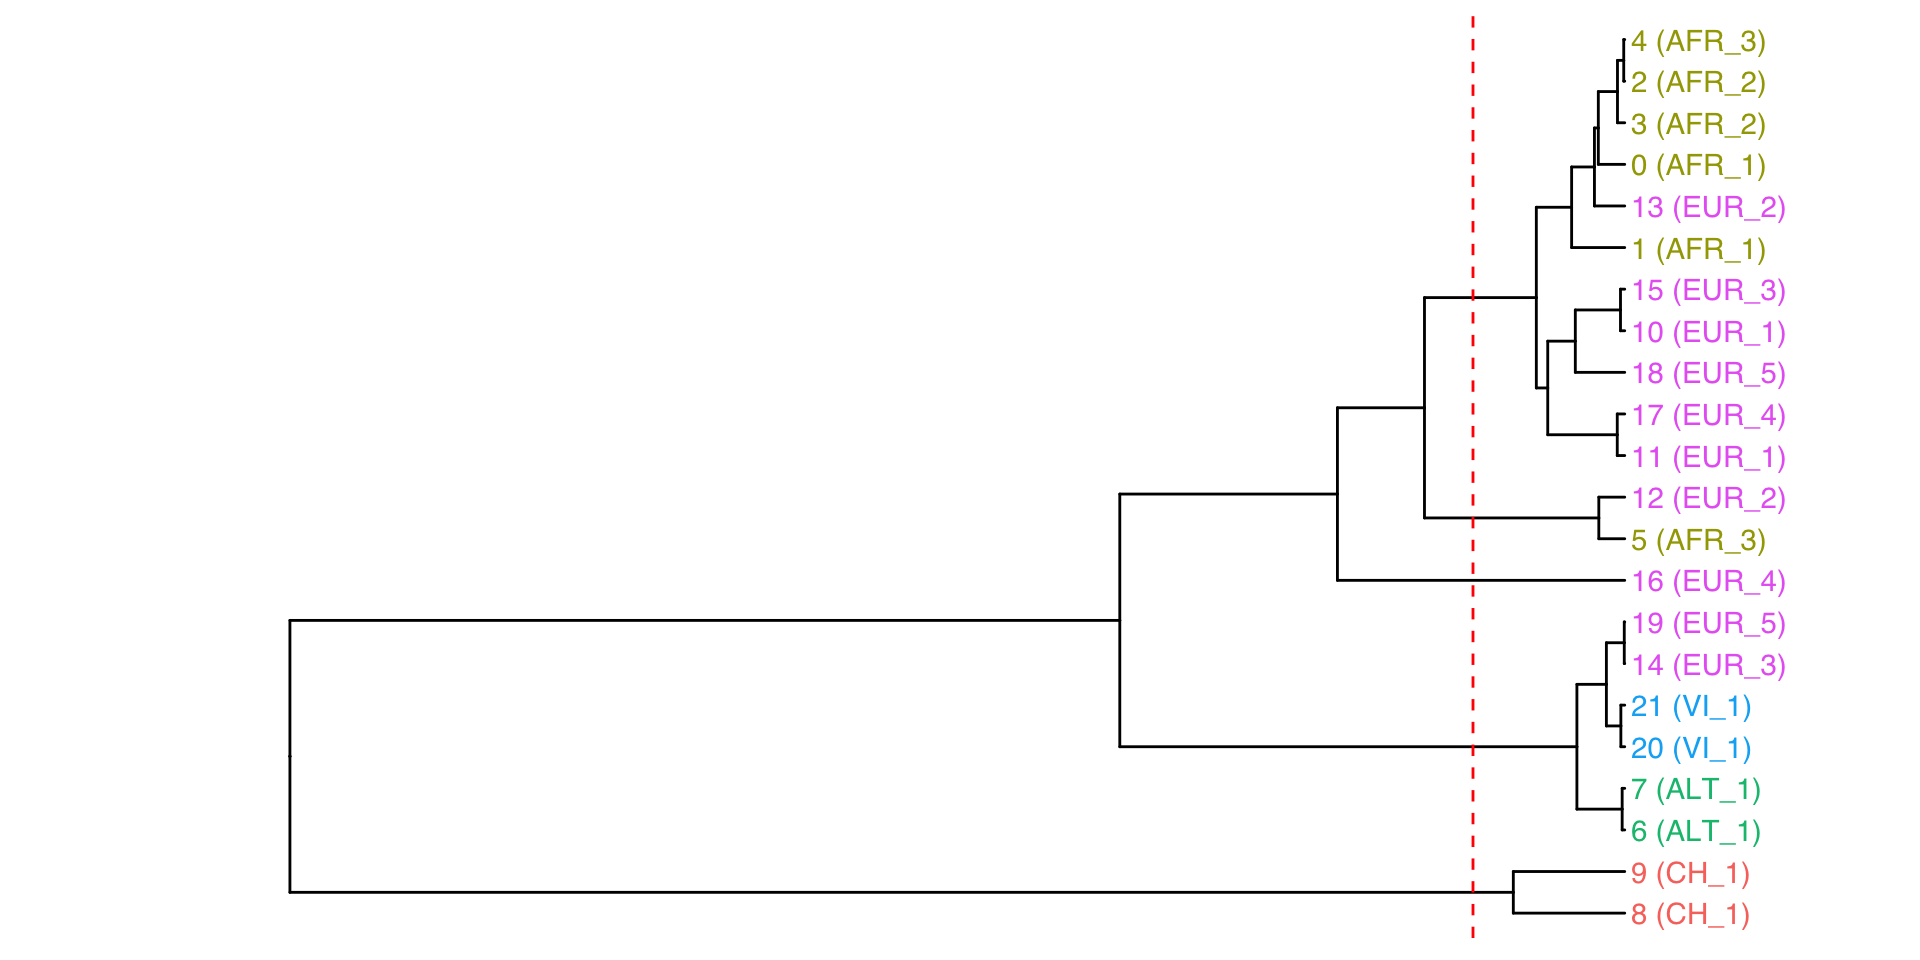 4 (AFR_3)
2 (AFR_2)
3 (AFR_2)
0 (AFR_1)
13 (EUR_2)
1 (AFR_1)
15 (EUR_3)
10 (EUR_1)
18 (EUR_5)
17 (EUR_4)
11 (EUR_1)
12 (EUR_2)
5 (AFR_3)
16 (EUR_4)
19 (EUR_5)
14 (EUR_3)
21 (VI_1)
20 (VI_1)
7 (ALT_1)
6 (ALT_1)
9 (CH_1)
8 (CH_1)